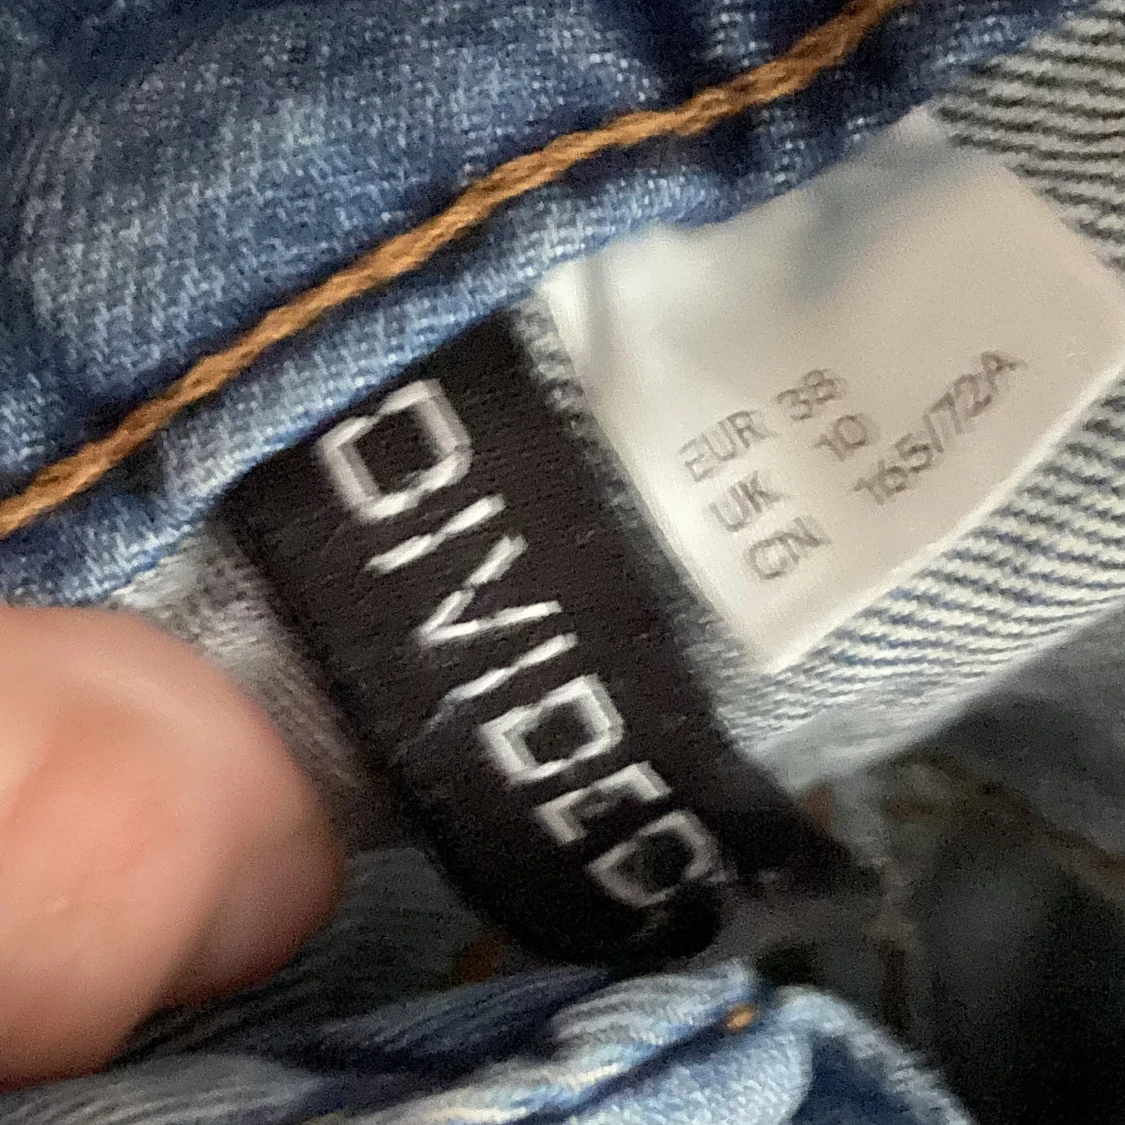 DIVIDED
EUR 38
UK 10
CN 165/72A